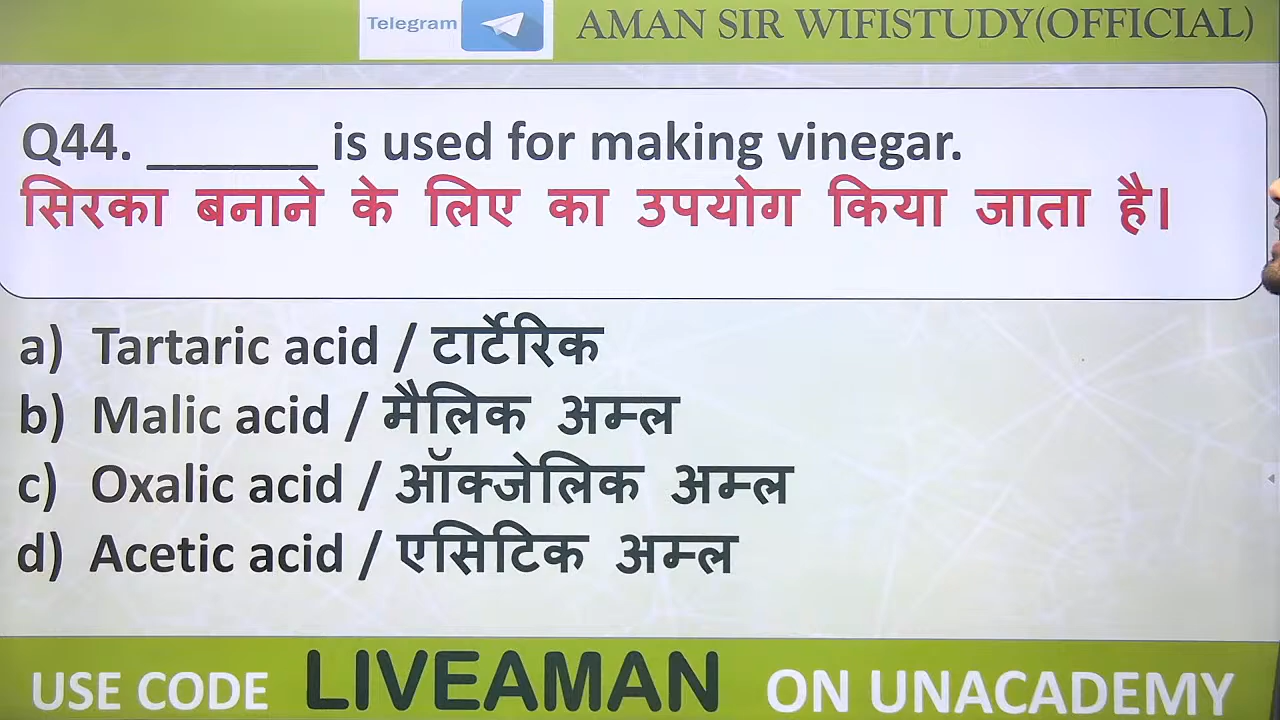 Telegram
AMAN SIR WIFISTUDY(OFFICIAL)
Q44. ______ is used for making vinegar.
सिरका बनाने के लिए का उपयोग किया जाता है।
a) Tartaric acid / टार्टेरिक
b) Malic acid / मैलिक अम्ल
c) Oxalic acid / ऑक्जेलिक अम्ल
d) Acetic acid / एसिटिक अम्ल
USE CODE LIVEAMAN ON UNACADEMY